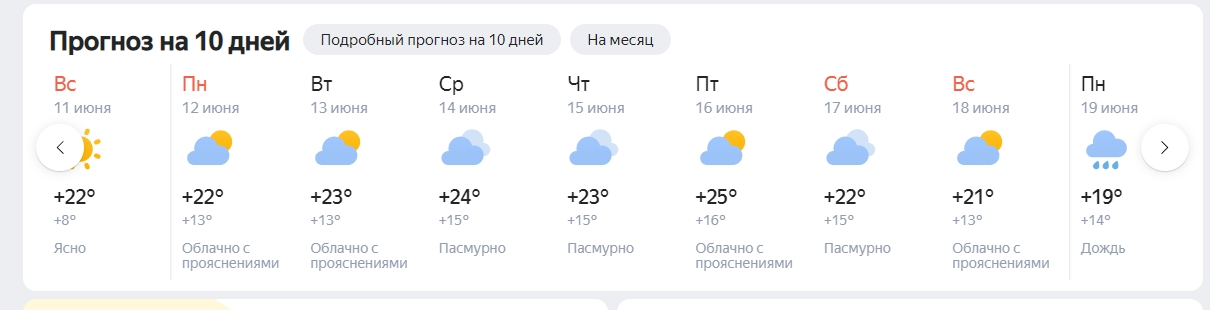 Прогноз на 10 дней
Подробный прогноз на 10 дней
На месяц
Вс
11 июня
+22°
+8°
Ясно
Пн
12 июня
+22°
+13°
Облачно с
прояснениями
Вт
13 июня
+23°
+13°
Облачно с
прояснениями
Ср
14 июня
+24°
+15°
Пасмурно
Чт
15 июня
+23°
+15°
Пасмурно
Пт
16 июня
+25°
+16°
Облачно с
прояснениями
Сб
17 июня
+22°
+15°
Пасмурно
Вс
18 июня
+21°
+13°
Облачно с
прояснениями
Пн
19 июня
+19°
+14°
Дождь